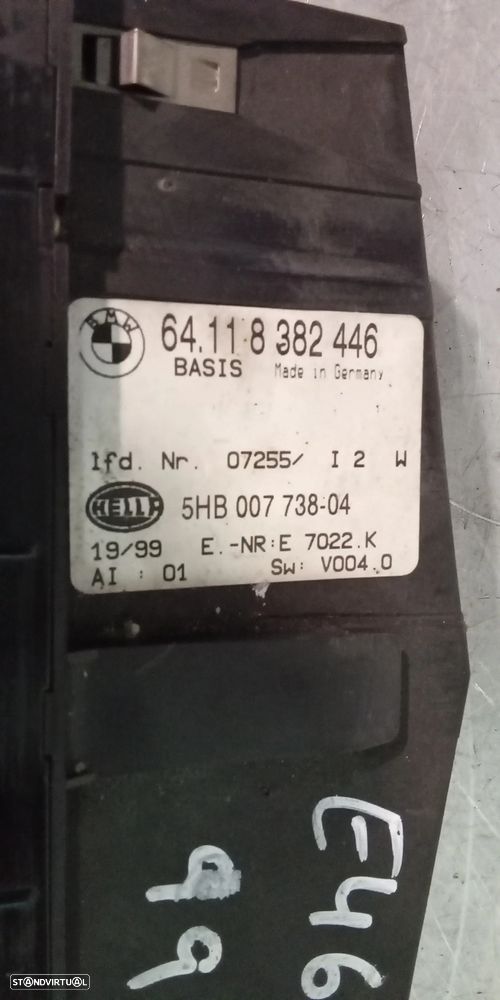 BMW
64.11 8 382 446
BASIS Made in Germany
lfd. Nr. 07255/ I 2 W
HELLA 5HB 007 738-04
19/99 E.-NR:E 7022.K
AI : 01 SW: V004.0
E46
99
STANDVIRTUAL